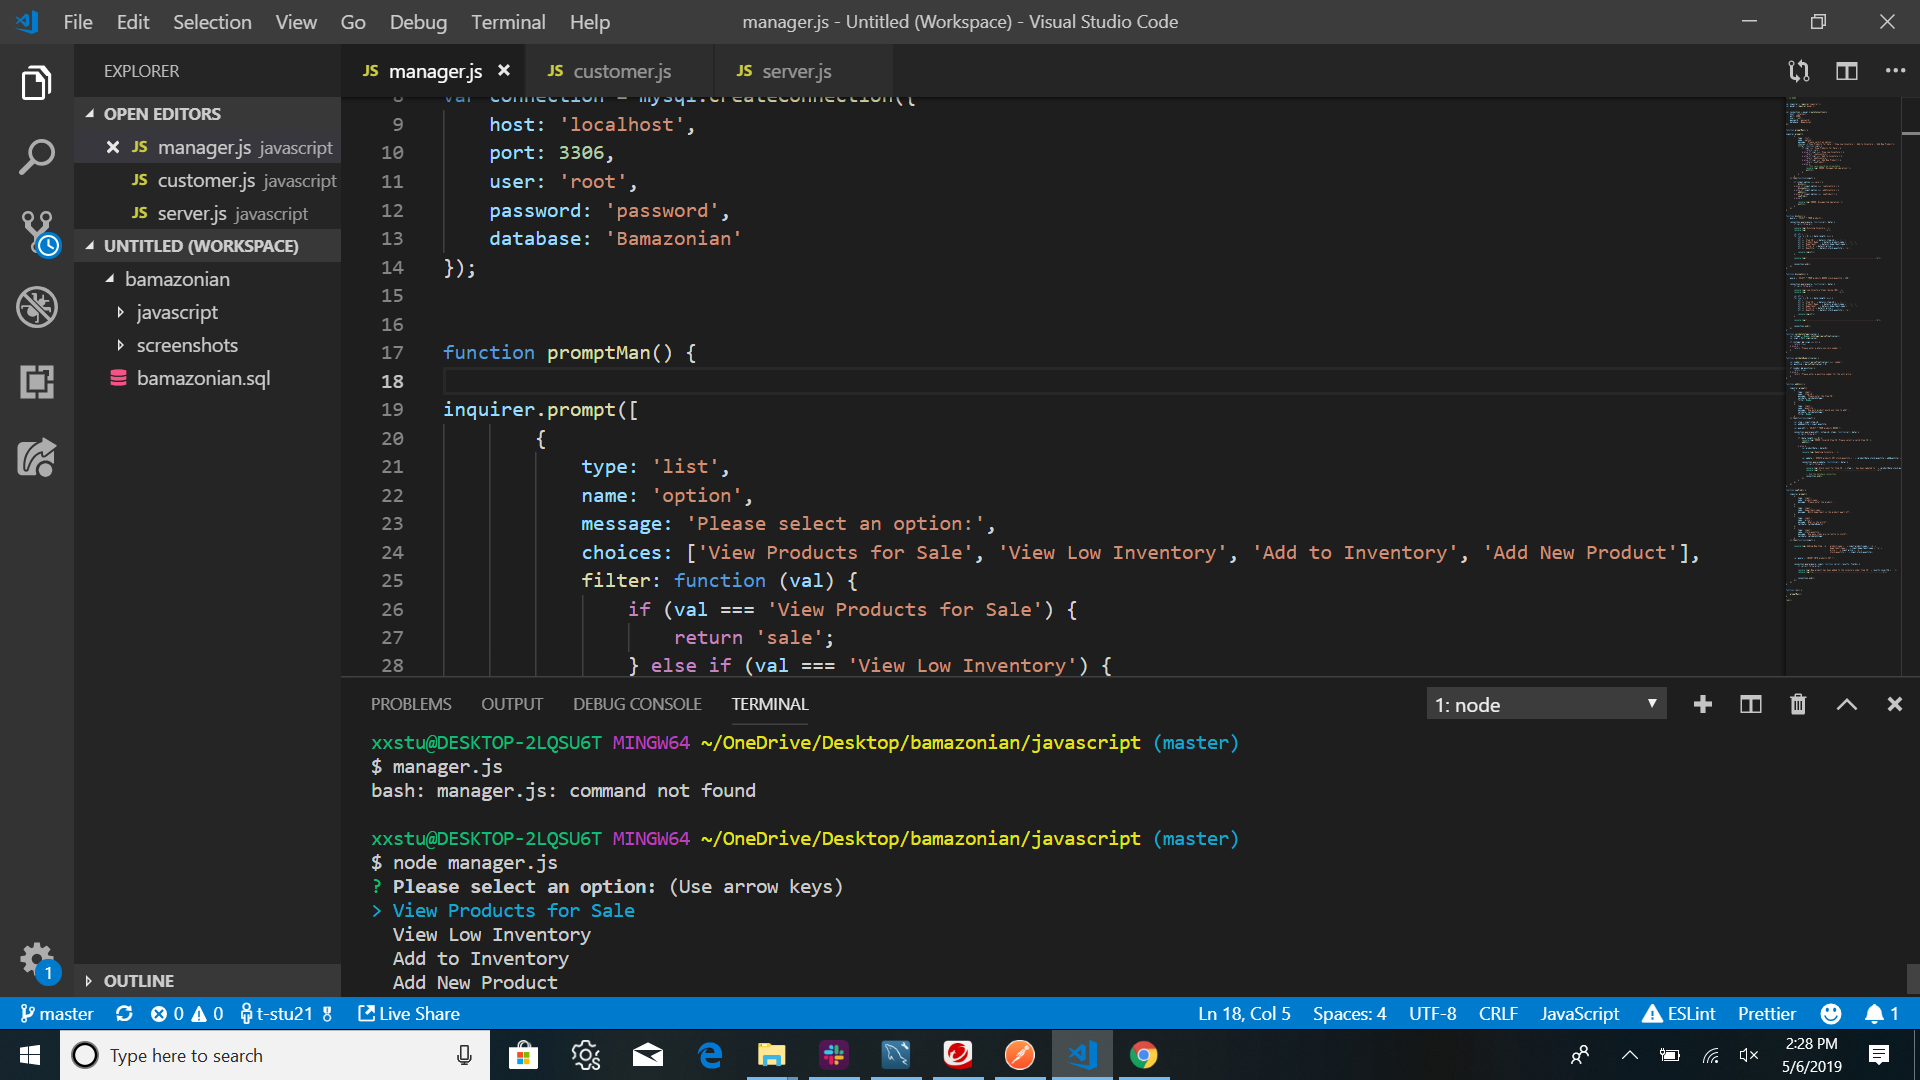 File Edit Selection View Go Debug Terminal Help manager.js - Untitled (Workspace) - Visual Studio Code
EXPLORER
JS manager.js JS customer.js JS server.js
OPEN EDITORS
JS manager.js javascript
JS customer.js javascript
JS server.js javascript
UNTITLED (WORKSPACE)
bamazonian
javascript
screenshots
bamazonian.sql
OUTLINE
8 var connection = mysql.createConnection({
9 host: 'localhost',
10 port: 3306,
11 user: 'root',
12 password: 'password',
13 database: 'Bamazonian'
14 });
15
16
17 function promptMan() {
18
19 inquirer.prompt([
20 {
21 type: 'list',
22 name: 'option',
23 message: 'Please select an option:',
24 choices: ['View Products for Sale', 'View Low Inventory', 'Add to Inventory', 'Add New Product'],
25 filter: function (val) {
26 if (val === 'View Products for Sale') {
27 return 'sale';
28 } else if (val === 'View Low Inventory') {
PROBLEMS OUTPUT DEBUG CONSOLE TERMINAL 1: node
xxstu@DESKTOP-2LQSU6T MINGW64 ~/OneDrive/Desktop/bamazonian/javascript (master)
$ manager.js
bash: manager.js: command not found
xxstu@DESKTOP-2LQSU6T MINGW64 ~/OneDrive/Desktop/bamazonian/javascript (master)
$ node manager.js
? Please select an option: (Use arrow keys)
> View Products for Sale
View Low Inventory
Add to Inventory
Add New Product
1
master 0 0 t-stu21 Live Share Ln 18, Col 5 Spaces: 4 UTF-8 CRLF JavaScript ESLint Prettier 1
Type here to search
2:28 PM
5/6/2019